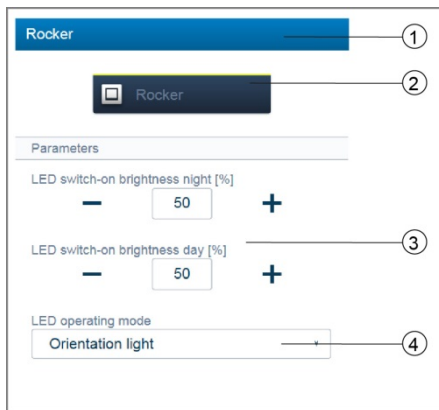 Rocker
1
Rocker
2
Parameters
LED switch-on brightness night [%]
− 50 +
LED switch-on brightness day [%]
3
− 50 +
LED operating mode
Orientation light
4